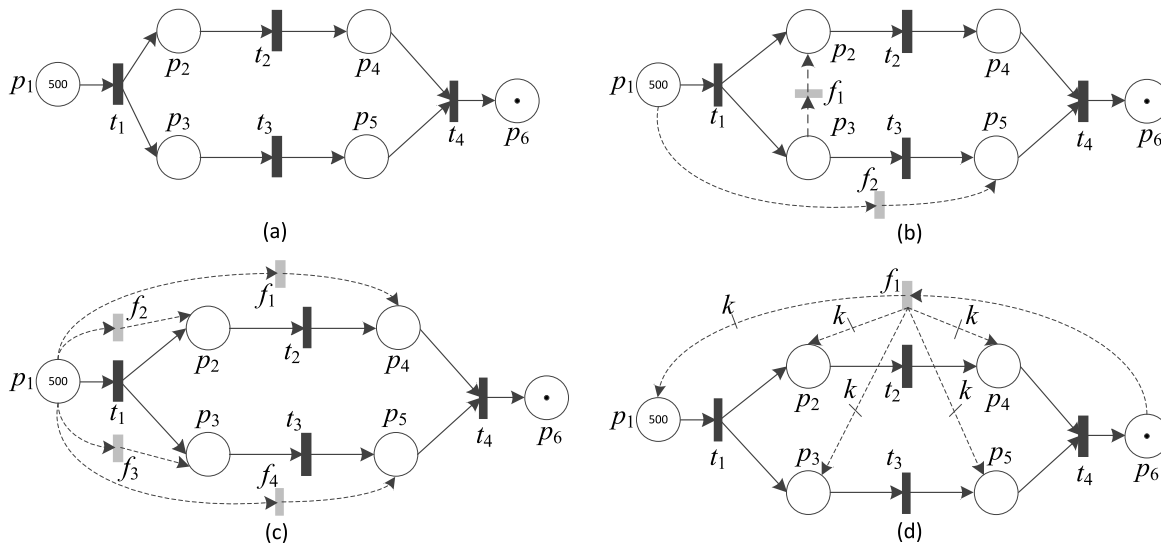 p1 500 t1 p2 t2 p4 p3 t3 p5 t4 p6
(a)
p1 500 t1 p2 f1 p3 t2 p4 t3 p5 f2 t4 p6
(b)
p1 500 t1 f2 f1 p2 t2 p4 p3 t3 p5 f3 f4 t4 p6
(c)
f1 k k k k k p1 500 t1 p2 t2 p4 p3 t3 p5 t4 p6
(d)